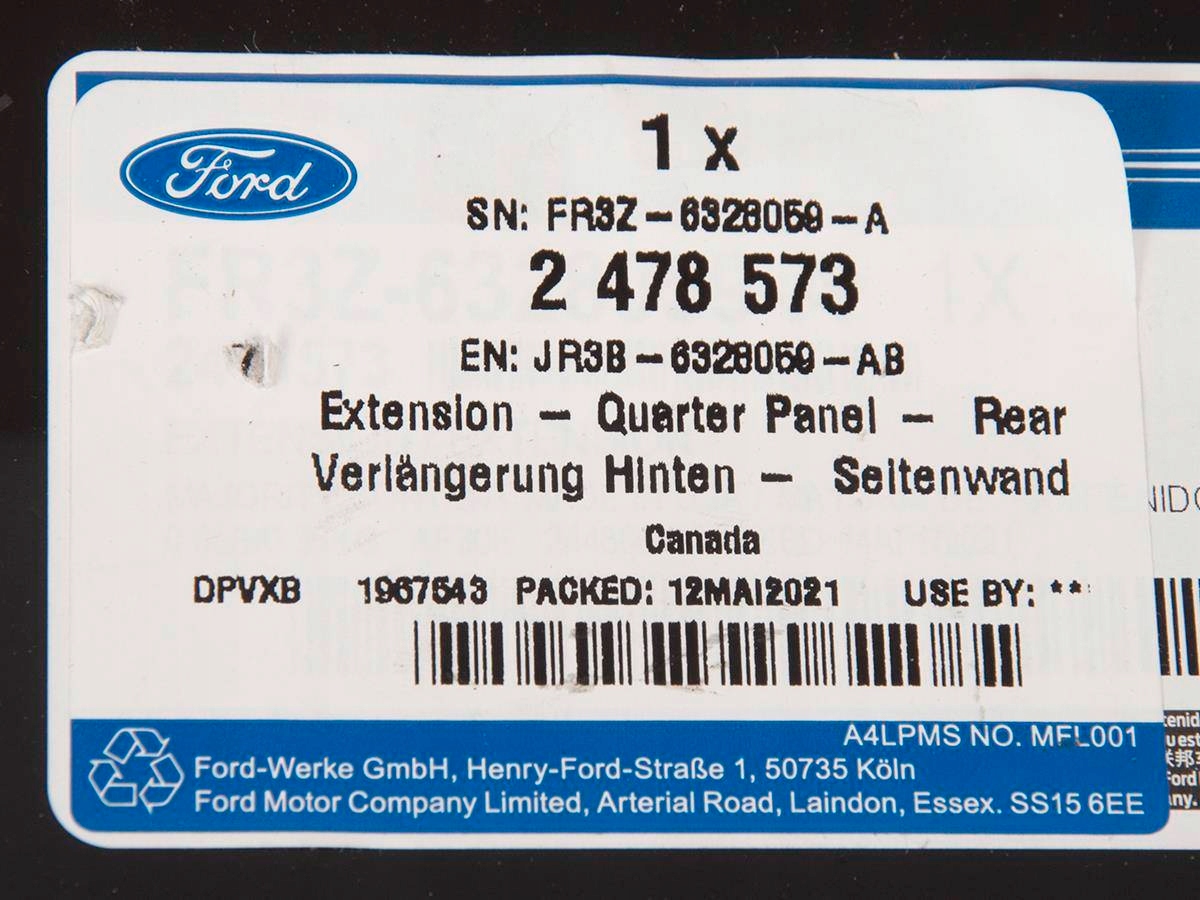 Ford
1 x
SN: FR3Z-6328059-A
2 478 573
EN: JR3B-6328059-AB
Extension - Quarter Panel - Rear
Verlängerung Hinten - Seitenwand
Canada
DPVXB 1967543 PACKED: 12MAI2021 USE BY: **
A4LPMS NO. MFL001
Ford-Werke GmbH, Henry-Ford-Straße 1, 50735 Köln
Ford Motor Company Limited, Arterial Road, Laindon, Essex. SS15 6EE